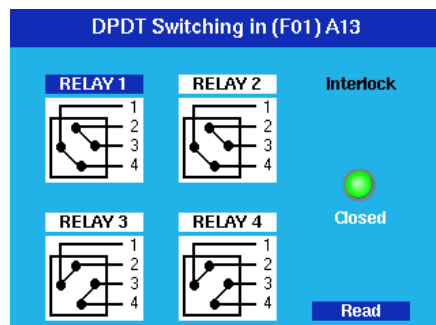 DPDT Switching in (F01) A13
RELAY 1
RELAY 2
Interlock
1
2
3
4
1
2
3
4
Closed
RELAY 3
RELAY 4
1
2
3
4
1
2
3
4
Read